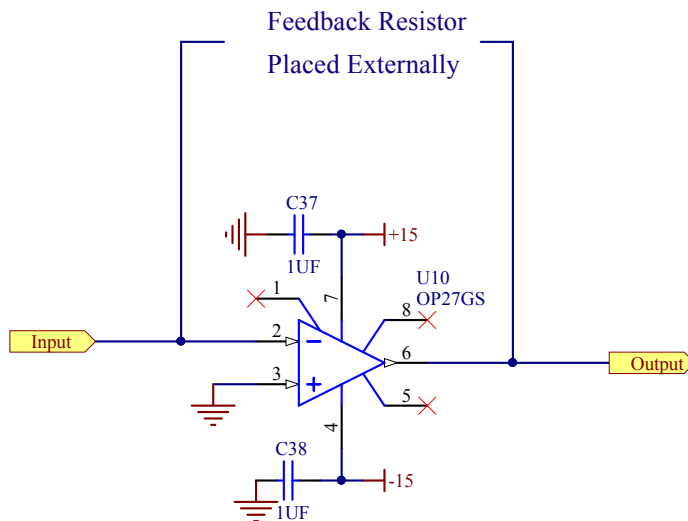 Feedback Resistor
Placed Externally
C37
+15
1UF
U10
OP27GS
1
7
8
2
6
Input
Output
3
5
4
C38
-15
1UF